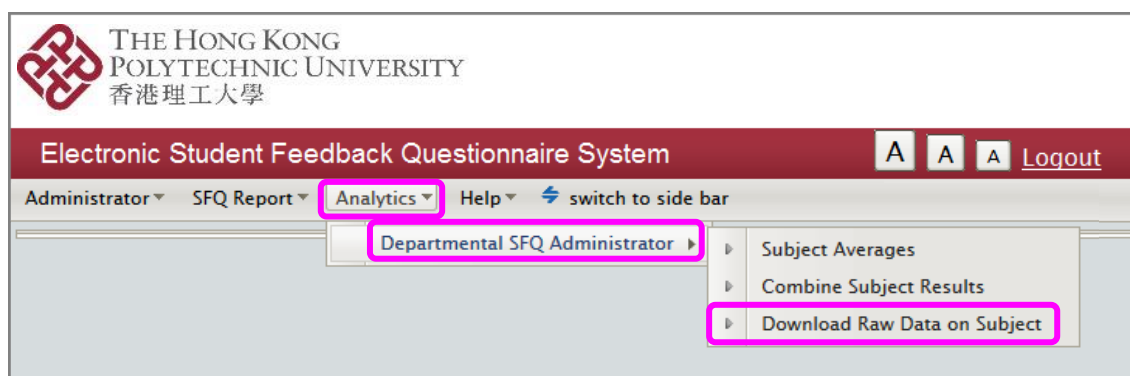 THE HONG KONG
POLYTECHNIC UNIVERSITY
香港理工大學
Electronic Student Feedback Questionnaire System
A A A Logout
Administrator SFQ Report Analytics Help switch to side bar
Departmental SFQ Administrator
Subject Averages
Combine Subject Results
Download Raw Data on Subject